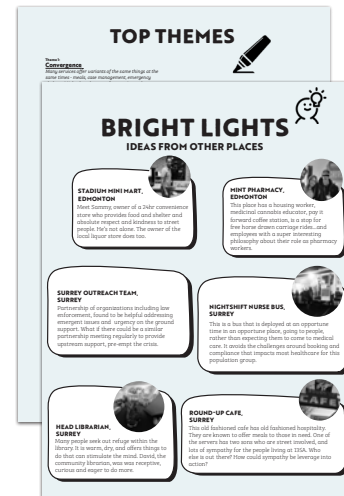 TOP THEMES
Theme 1:
Convergence
Many services offer variants of the same things at the
same times - meals, case management, emergency
BRIGHT LIGHTS
IDEAS FROM OTHER PLACES
STADIUM MINI MART,
EDMONTON
Meet Sammy, owner of a 24hr convenience
store who provides food and shelter and
absolute respect and kindness to street
people. He's not alone. The owner of the
local liquor store does too.
MINT PHARMACY,
EDMONTON
This place has a housing worker,
medicinal cannabis educator, pay it
forward coffee station, is a stop for
free horse drawn carriage rides...and
employees with a super interesting
philosophy about their role as pharmacy
workers.
SURREY OUTREACH TEAM,
SURREY
Partnership of organizations including law
enforcement, found to be helpful addressing
emergent issues and urgency on the ground
support. What if there could be a similar
partnership meeting regularly to provide
upstream support, pre-empt the crisis.
NIGHTSHIFT NURSE BUS,
SURREY
This is a bus that is deployed at an opportune
time in an opportune place, going to people,
rather than expecting them to come to medical
care. It avoids the challenges around booking and
compliance that impacts most healthcare for this
population group.
HEAD LIBRARIAN,
SURREY
Many people seek out refuge within the
library. It is warm, dry, and offers things to
do that can stimulate the mind. David, the
community librarian, was was receptive,
curious and eager to do more.
ROUND-UP CAFE,
SURREY
This old fashioned cafe has old fashioned hospitality.
They are known to offer meals to those in need. One of
the servers has two sons who are street involved, and
lots of sympathy for the people living at 135A. Who
else is out there? How could sympathy be leverage into
action?
CAFE